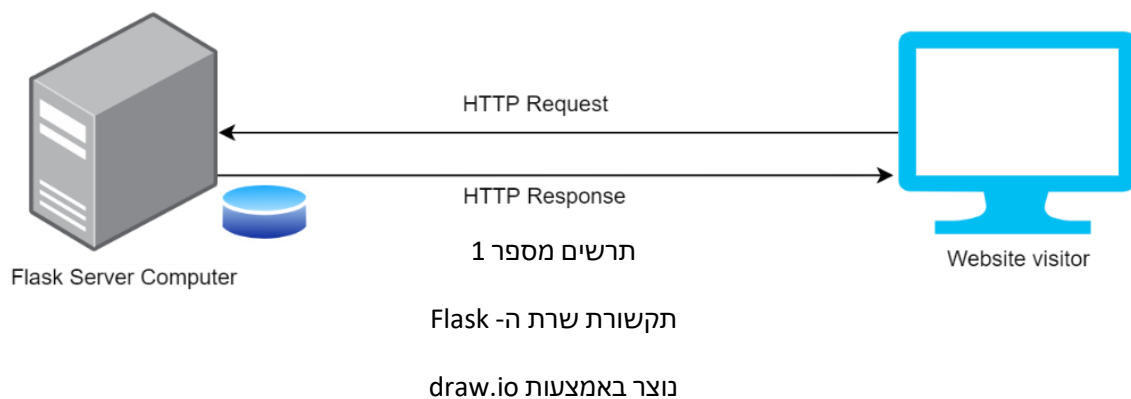 HTTP Request
HTTP Response
Flask Server Computer
Website visitor
תרשים מספר 1
תקשורת שרת ה- Flask
נוצר באמצעות draw.io